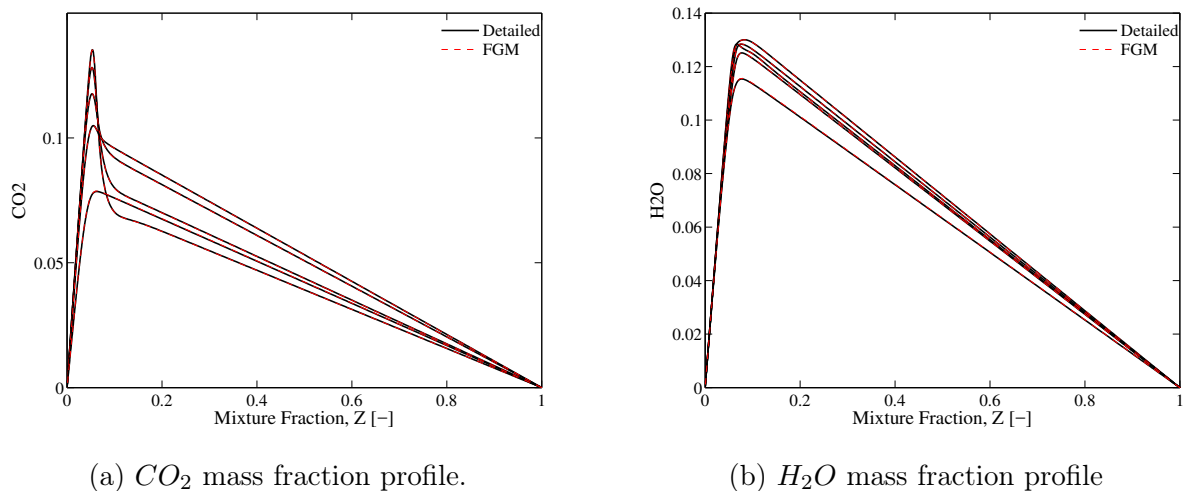 Detailed
FGM
0.1
0.05
0
CO2
0
0.2
0.4
0.6
0.8
1
Mixture Fraction, Z [−]
(a) CO₂ mass fraction profile.
0.14
Detailed
FGM
0.12
0.1
0.08
0.06
0.04
0.02
0
H2O
0
0.2
0.4
0.6
0.8
1
Mixture Fraction, Z [−]
(b) H₂O mass fraction profile